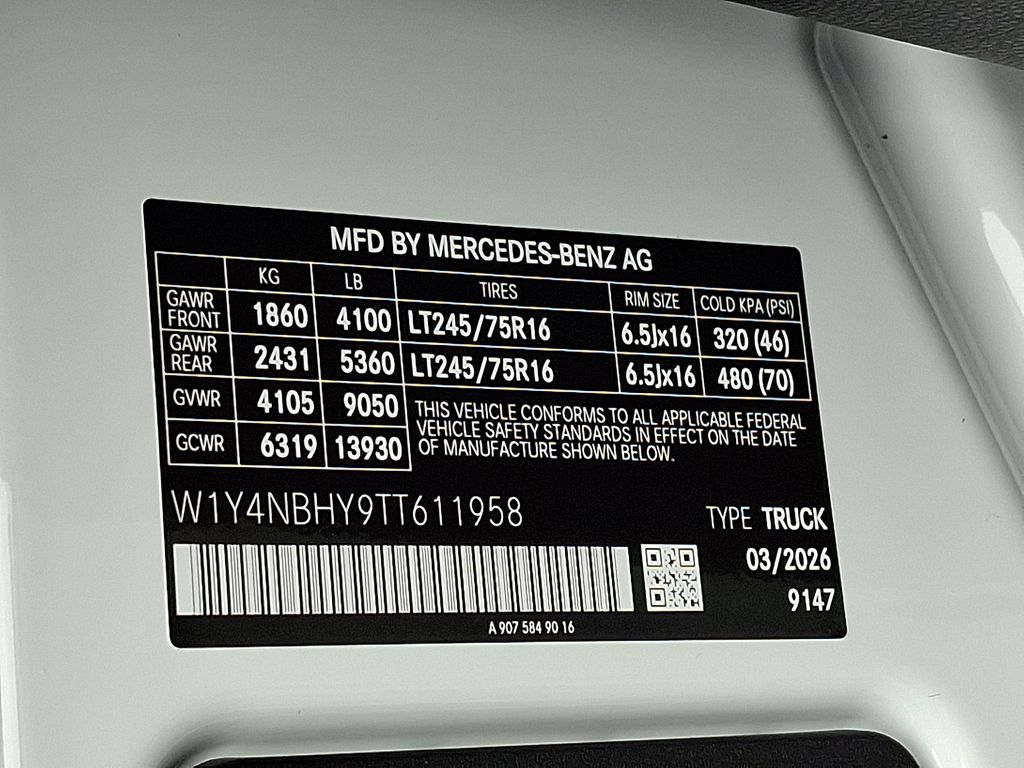 MFD BY MERCEDES-BENZ AG
KG LB TIRES RIM SIZE COLD KPA (PSI)
GAWR FRONT 1860 4100 LT245/75R16 6.5Jx16 320 (46)
GAWR REAR 2431 5360 LT245/75R16 6.5Jx16 480 (70)
GVWR 4105 9050
GCWR 6319 13930
THIS VEHICLE CONFORMS TO ALL APPLICABLE FEDERAL
VEHICLE SAFETY STANDARDS IN EFFECT ON THE DATE
OF MANUFACTURE SHOWN BELOW.
W1Y4NBHY9TT611958
TYPE TRUCK
03/2026
9147
A 907 584 90 16